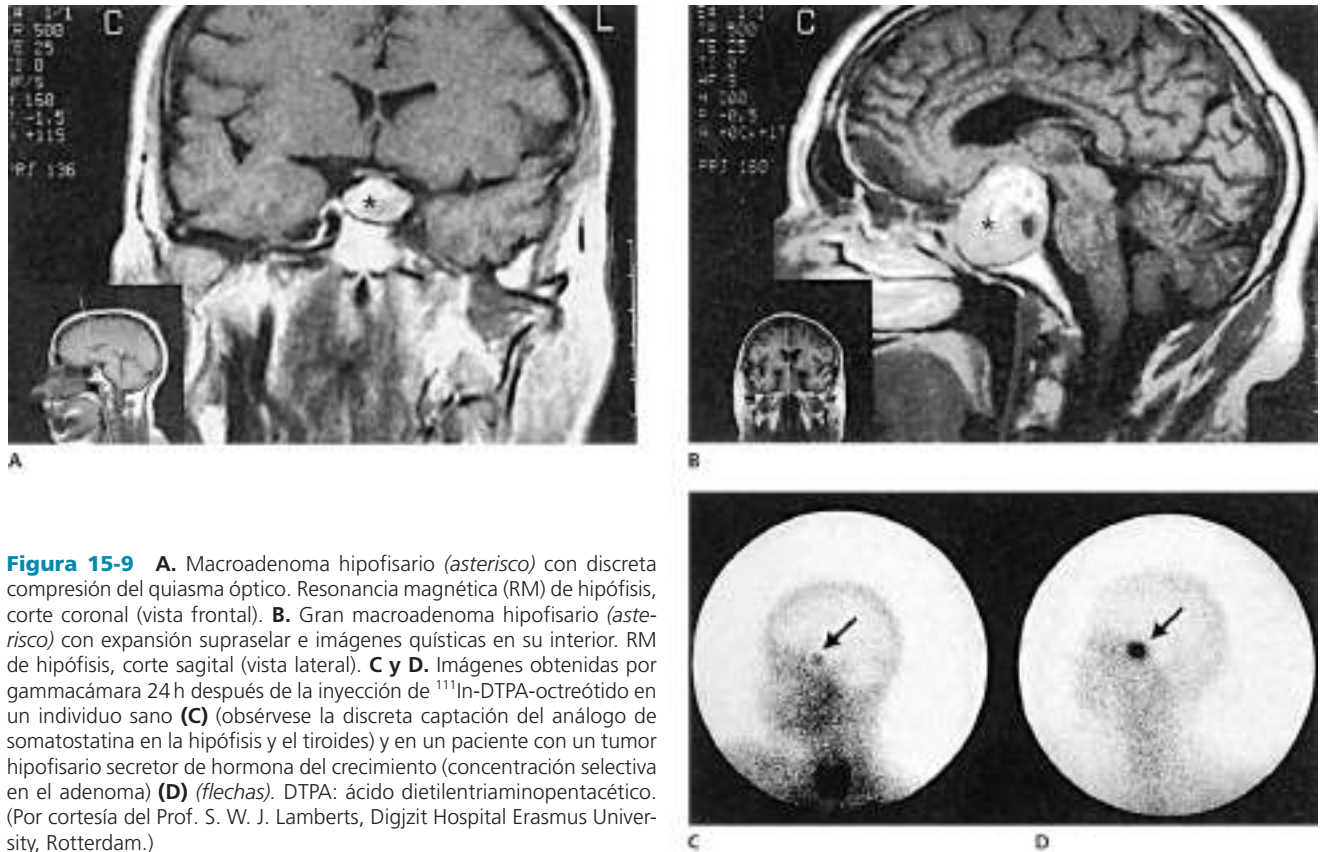 C
L
R 500
PRI 136
A
C
PRI 160
B
Figura 15-9 A. Macroadenoma hipofisario (asterisco) con discreta
compresión del quiasma óptico. Resonancia magnética (RM) de hipófisis,
corte coronal (vista frontal). B. Gran macroadenoma hipofisario (aste-
risco) con expansión supraselar e imágenes quísticas en su interior. RM
de hipófisis, corte sagital (vista lateral). C y D. Imágenes obtenidas por
gammacámara 24 h después de la inyección de ¹¹¹In-DTPA-octreótido en
un individuo sano (C) (obsérvese la discreta captación del análogo de
somatostatina en la hipófisis y el tiroides) y en un paciente con un tumor
hipofisario secretor de hormona del crecimiento (concentración selectiva
en el adenoma) (D) (flechas). DTPA: ácido dietilentriaminopentacético.
(Por cortesía del Prof. S. W. J. Lamberts, Digjzit Hospital Erasmus Univer-
sity, Rotterdam.)
C
D